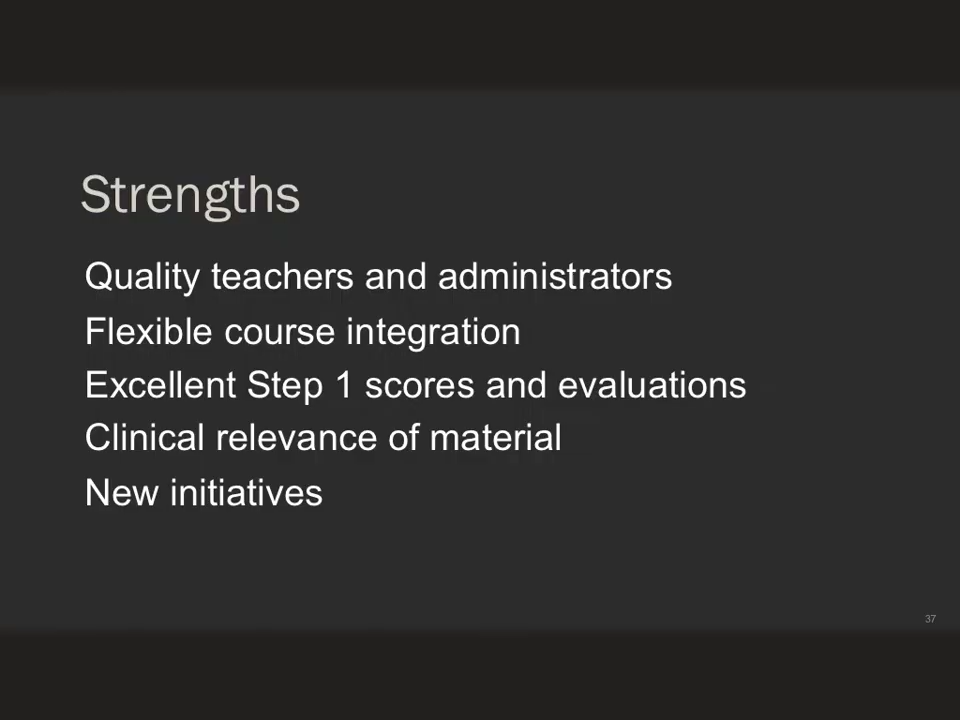 Strengths
Quality teachers and administrators
Flexible course integration
Excellent Step 1 scores and evaluations
Clinical relevance of material
New initiatives
37